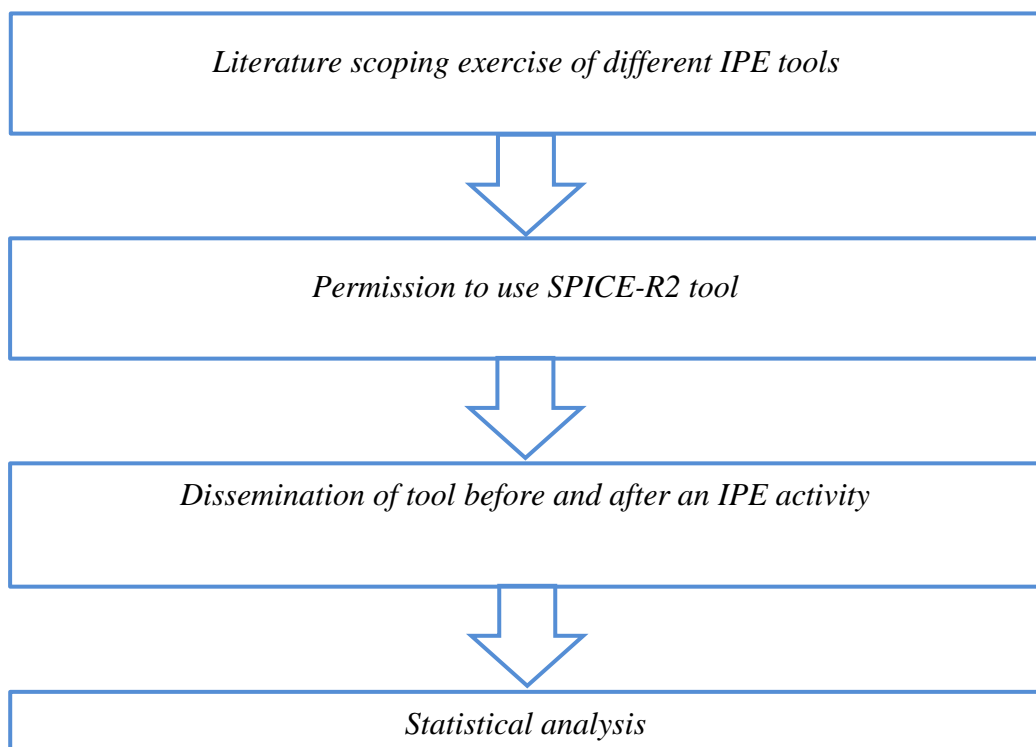 Literature scoping exercise of different IPE tools
Permission to use SPICE-R2 tool
Dissemination of tool before and after an IPE activity
Statistical analysis